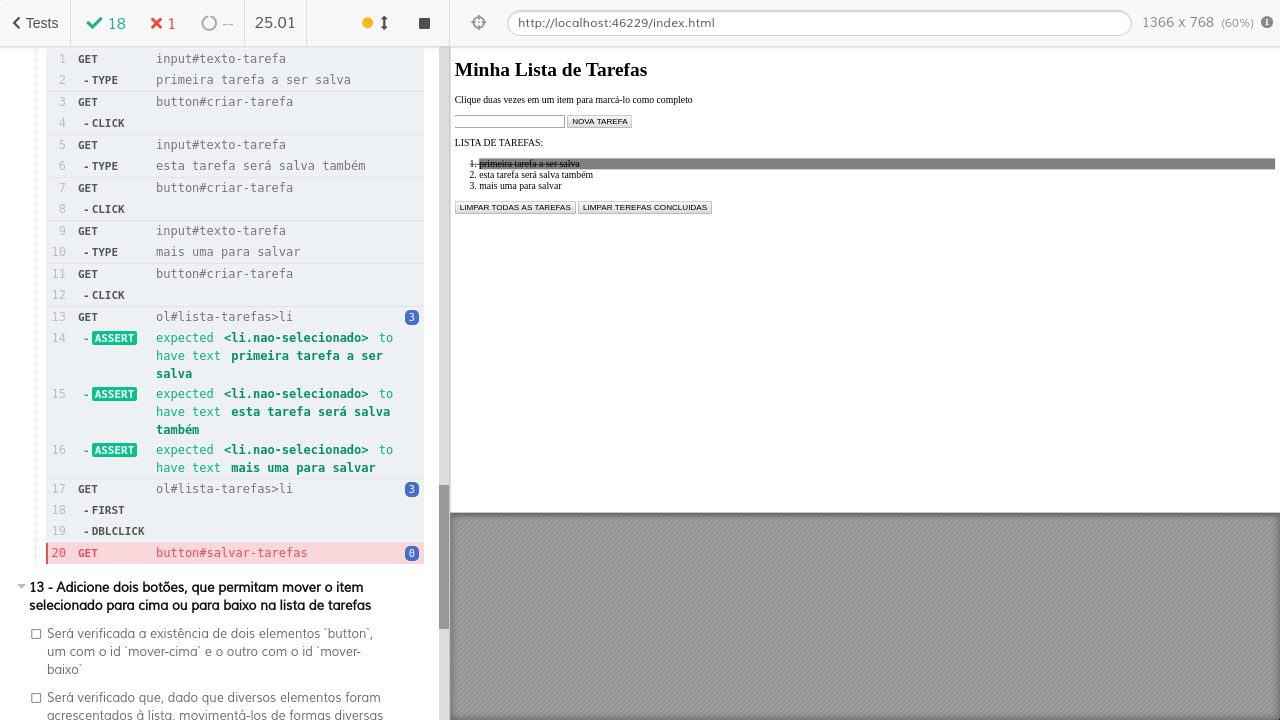 Tests 18 1 -- 25.01
1 GET input#texto-tarefa
2 - TYPE primeira tarefa a ser salva
3 GET button#criar-tarefa
4 - CLICK
5 GET input#texto-tarefa
6 - TYPE esta tarefa será salva também
7 GET button#criar-tarefa
8 - CLICK
9 GET input#texto-tarefa
10 - TYPE mais uma para salvar
11 GET button#criar-tarefa
12 - CLICK
13 GET ol#lista-tarefas>li 3
14 - ASSERT expected <li.nao-selecionado> to
have text primeira tarefa a ser
salva
15 - ASSERT expected <li.nao-selecionado> to
have text esta tarefa será salva
também
16 - ASSERT expected <li.nao-selecionado> to
have text mais uma para salvar
17 GET ol#lista-tarefas>li 3
18 - FIRST
19 - DBLCLICK
20 GET button#salvar-tarefas 0
13 - Adicione dois botões, que permitam mover o item
selecionado para cima ou para baixo na lista de tarefas
Será verificada a existência de dois elementos `button`,
um com o id `mover-cima` e o outro com o id `mover-
baixo`
Será verificado que, dado que diversos elementos foram
acrescentados à lista, movimentá-los de formas diversas
http://localhost:46229/index.html 1366 x 768 (60%)
Minha Lista de Tarefas
Clique duas vezes em um item para marcá-lo como completo
NOVA TAREFA
LISTA DE TAREFAS:
1. primeira tarefa a ser salva
2. esta tarefa será salva também
3. mais uma para salvar
LIMPAR TODAS AS TAREFAS LIMPAR TEREFAS CONCLUIDAS